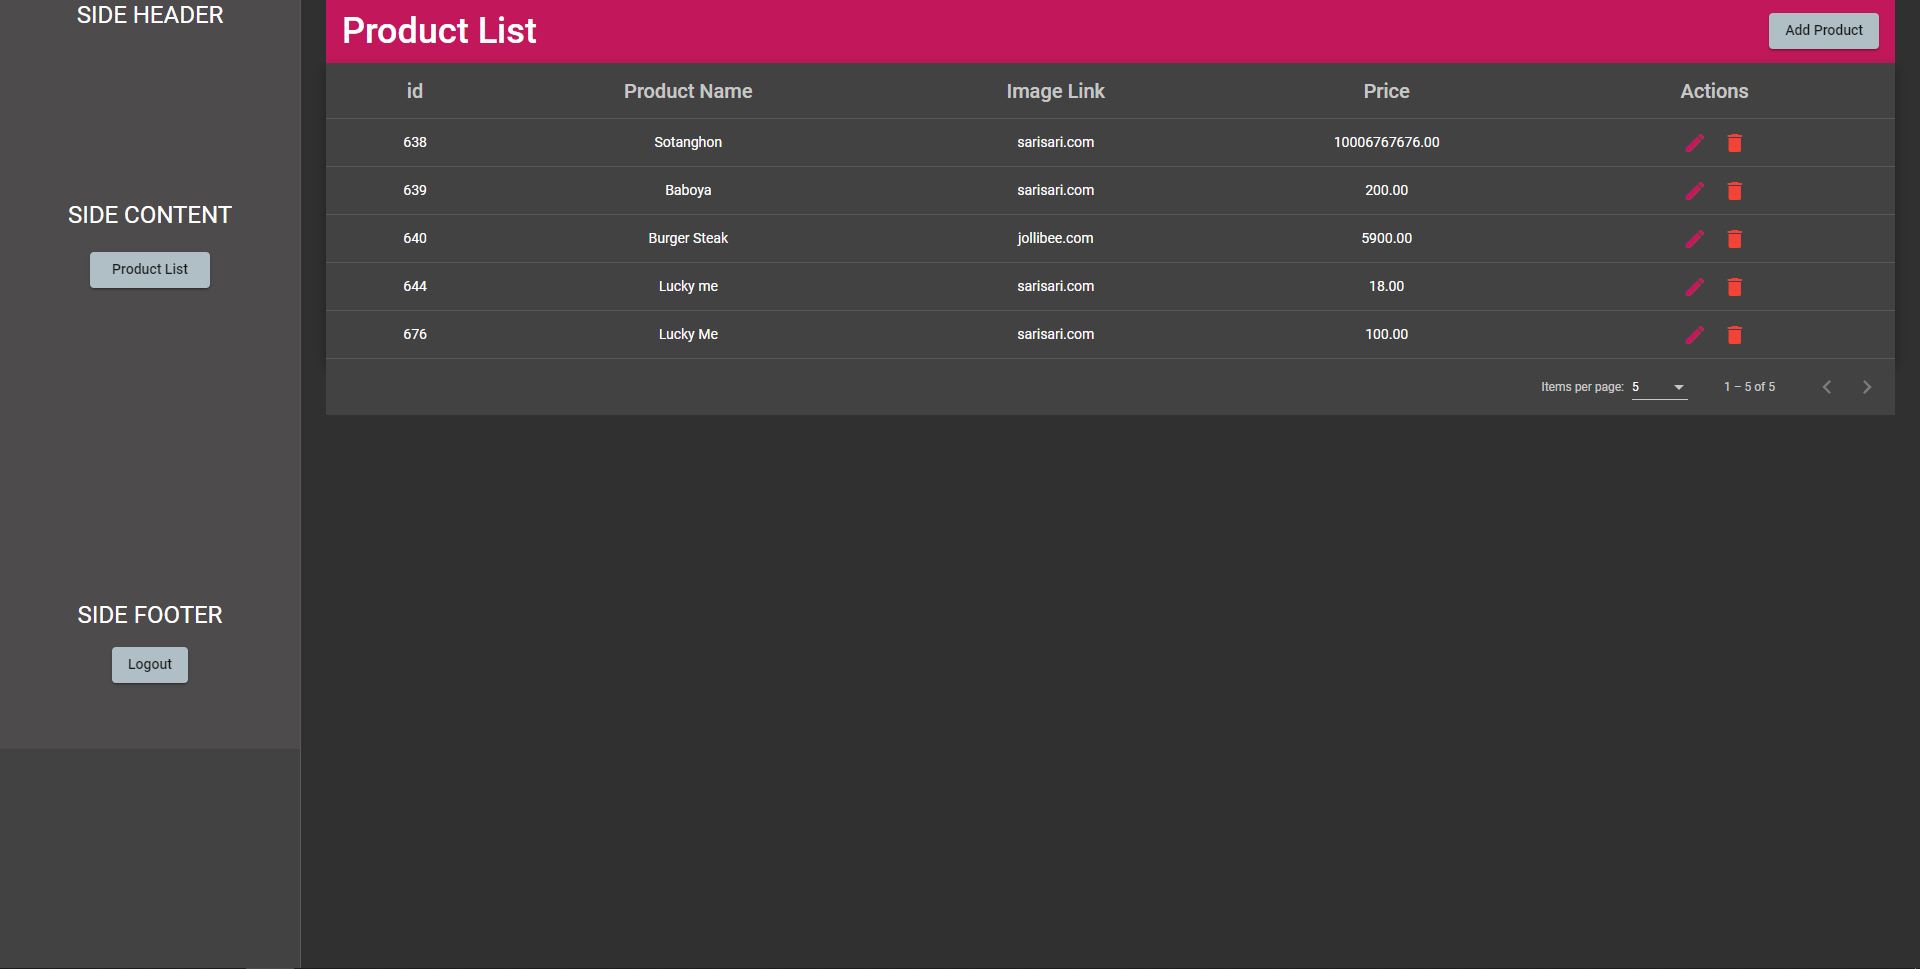 SIDE HEADER
SIDE CONTENT
Product List
SIDE FOOTER
Logout
Product List Add Product
id Product Name Image Link Price Actions
638 Sotanghon sarisari.com 10006767676.00
639 Baboya sarisari.com 200.00
640 Burger Steak jollibee.com 5900.00
644 Lucky me sarisari.com 18.00
676 Lucky Me sarisari.com 100.00
Items per page: 5 1 – 5 of 5